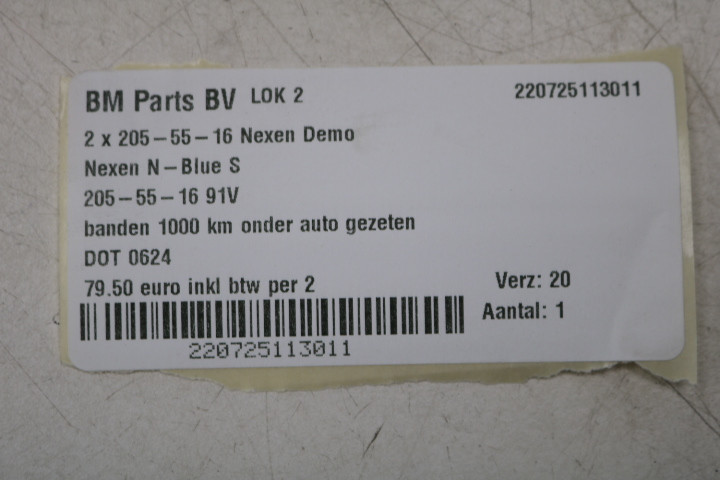 BM Parts BV LOK 2 220725113011
2 x 205-55-16 Nexen Demo
Nexen N-Blue S
205-55-16 91V
banden 1000 km onder auto gezeten
DOT 0624
79.50 euro inkl btw per 2 Verz: 20
Aantal: 1
220725113011